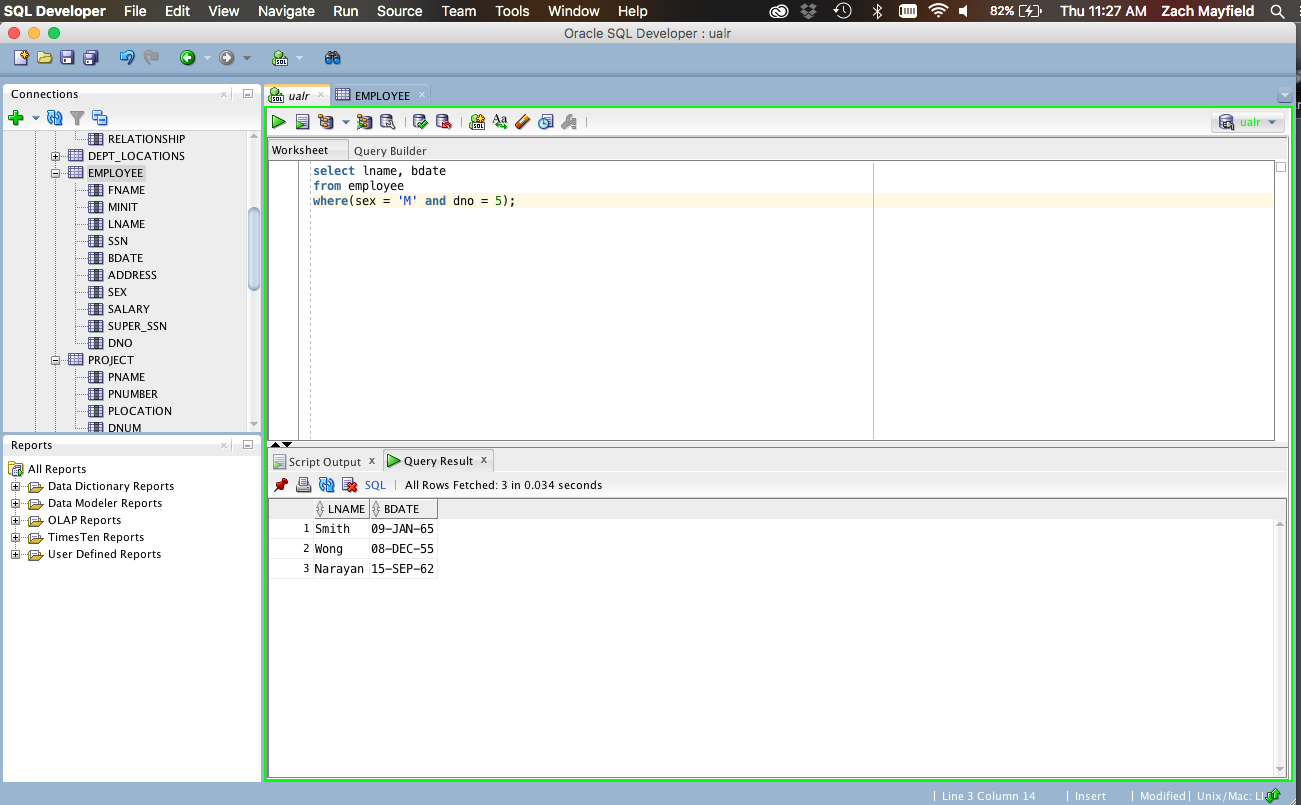 SQL Developer File Edit View Navigate Run Source Team Tools Window Help 82% Thu 11:27 AM Zach Mayfield
Oracle SQL Developer : ualr
Connections
RELATIONSHIP
DEPT_LOCATIONS
EMPLOYEE
FNAME
MINIT
LNAME
SSN
BDATE
ADDRESS
SEX
SALARY
SUPER_SSN
DNO
PROJECT
PNAME
PNUMBER
PLOCATION
DNUM
Reports
All Reports
Data Dictionary Reports
Data Modeler Reports
OLAP Reports
TimesTen Reports
User Defined Reports
ualr EMPLOYEE
ualr
Worksheet Query Builder
select lname, bdate
from employee
where(sex = 'M' and dno = 5);
Script Output x Query Result x
SQL | All Rows Fetched: 3 in 0.034 seconds
LNAME BDATE
1 Smith 09-JAN-65
2 Wong 08-DEC-55
3 Narayan 15-SEP-62
| Line 3 Column 14 | Insert | Modified | Unix/Mac: